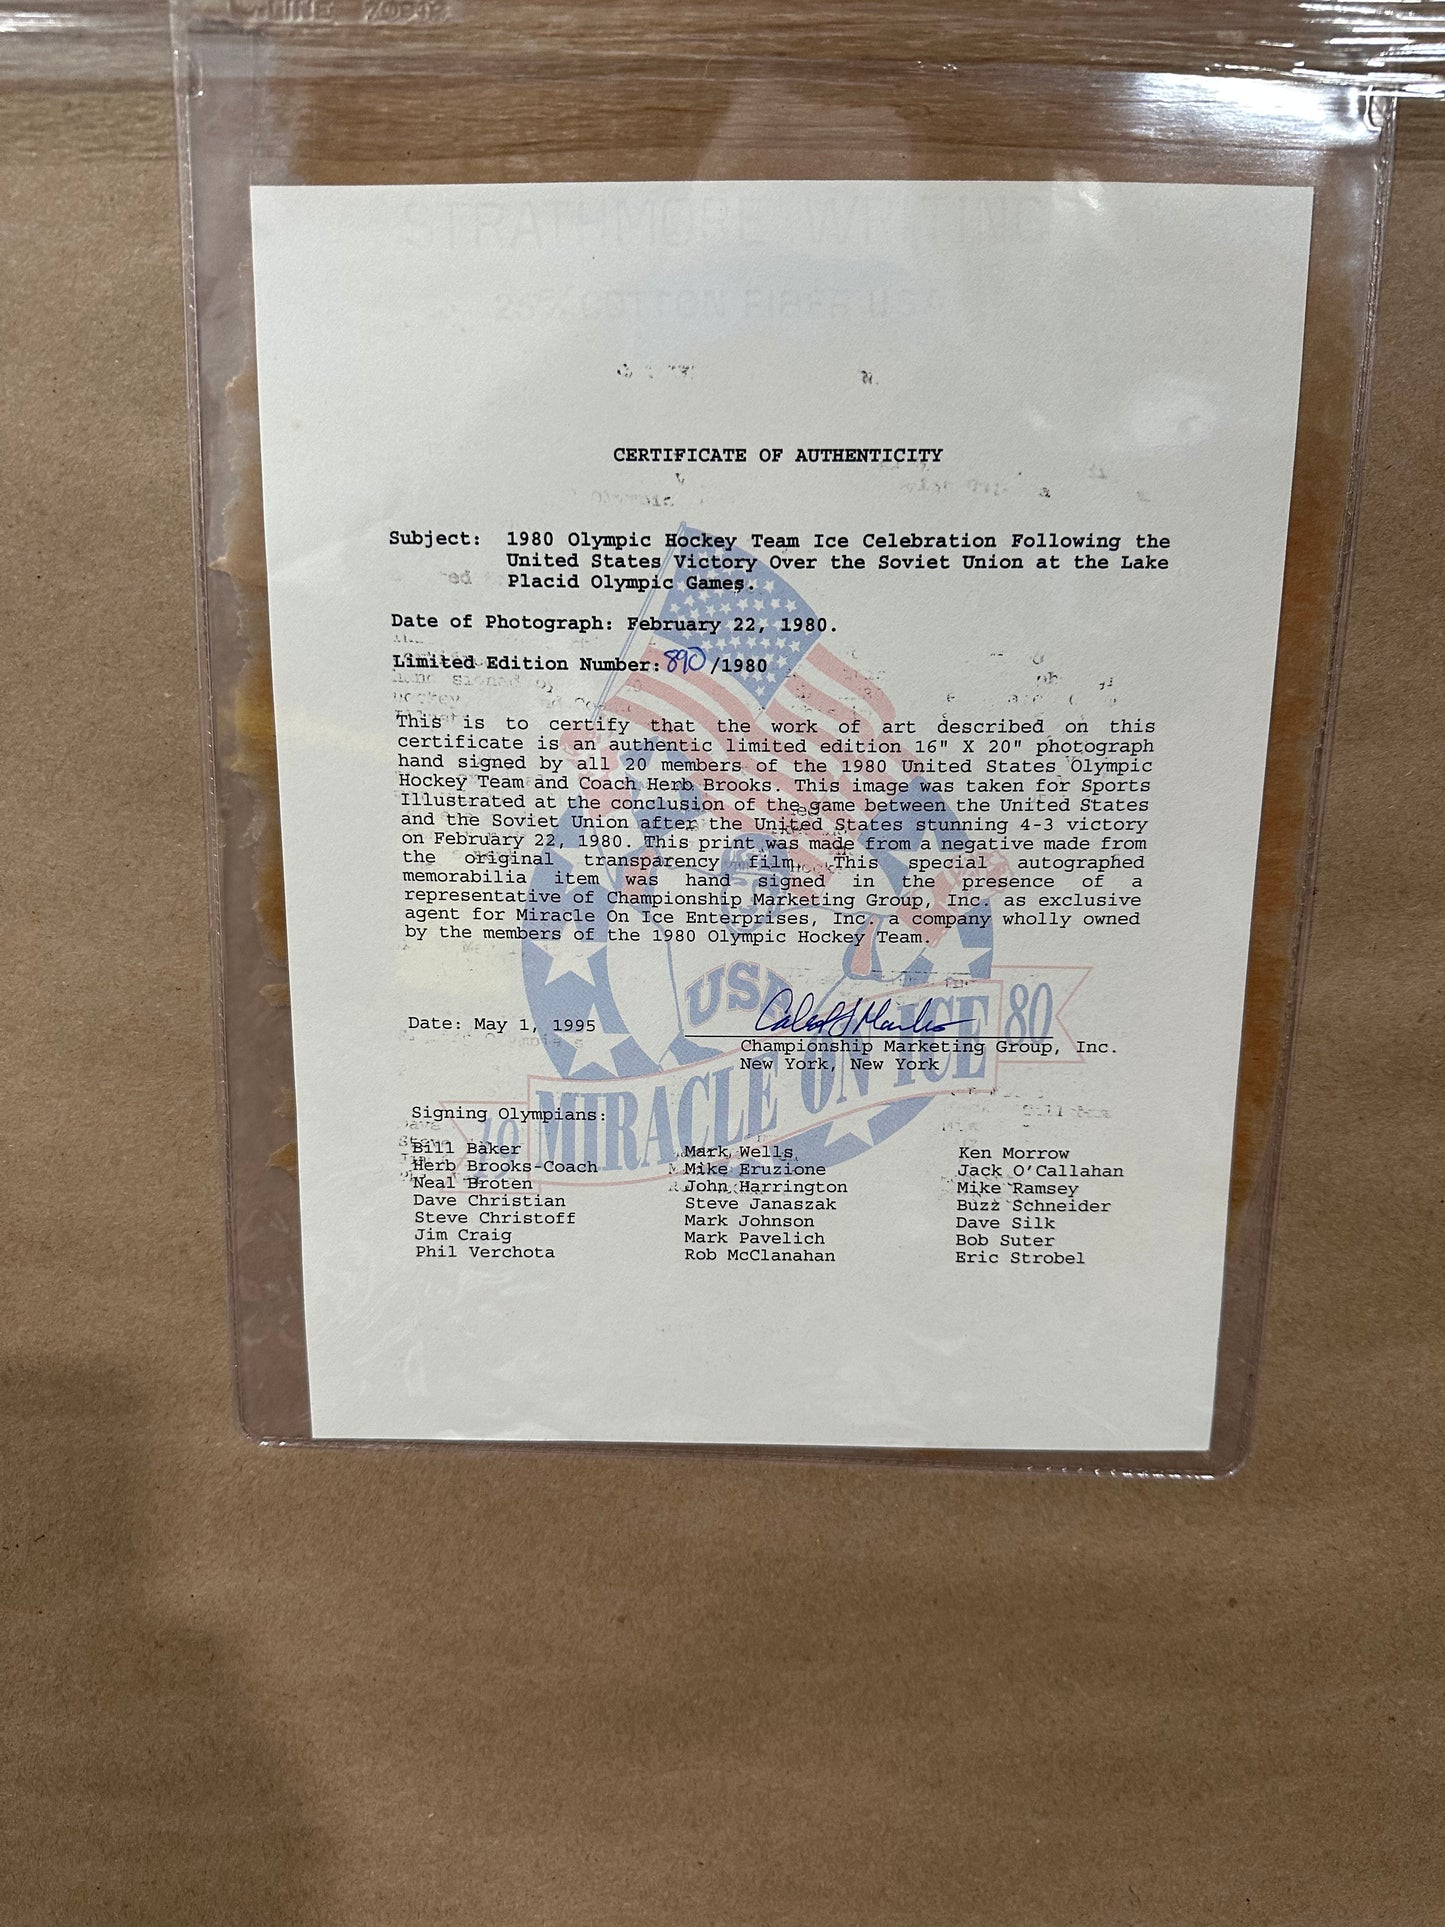 STRATHMORE WRITING
25% COTTON FIBER USA
CERTIFICATE OF AUTHENTICITY
Subject: 1980 Olympic Hockey Team Ice Celebration Following the
United States Victory Over the Soviet Union at the Lake
Placid Olympic Games.
Date of Photograph: February 22, 1980.
Limited Edition Number: 890/1980
This is to certify that the work of art described on this
certificate is an authentic limited edition 16" X 20" photograph
hand signed by all 20 members of the 1980 United States Olympic
Hockey Team and Coach Herb Brooks. This image was taken for Sports
Illustrated at the conclusion of the game between the United States
and the Soviet Union after the United States stunning 4-3 victory
on February 22, 1980. This print was made from a negative made from
the original transparency film. This special autographed
memorabilia item was hand signed in the presence of a
representative of Championship Marketing Group, Inc. as exclusive
agent for Miracle On Ice Enterprises, Inc. a company wholly owned
by the members of the 1980 Olympic Hockey Team.
USA
Date: May 1, 1995
Championship Marketing Group, Inc.
New York, New York
19 MIRACLE ON ICE 80
Signing Olympians:
Bill Baker Mark Wells Ken Morrow
Herb Brooks-Coach Mike Eruzione Jack O'Callahan
Neal Broten John Harrington Mike Ramsey
Dave Christian Steve Janaszak Buzz Schneider
Steve Christoff Mark Johnson Dave Silk
Jim Craig Mark Pavelich Bob Suter
Phil Verchota Rob McClanahan Eric Strobel